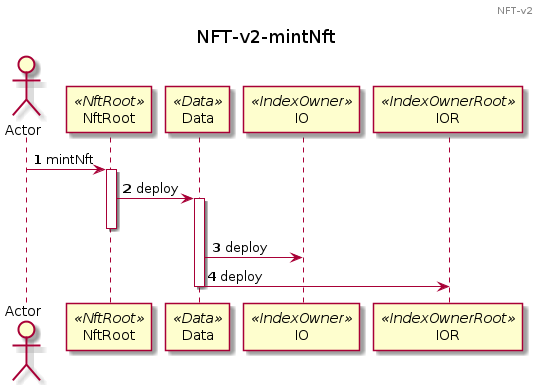 NFT-v2
NFT-v2-mintNft
Actor
«NftRoot»
NftRoot
«Data»
Data
«IndexOwner»
IO
«IndexOwnerRoot»
IOR
1 mintNft
2 deploy
3 deploy
4 deploy
Actor
«NftRoot»
NftRoot
«Data»
Data
«IndexOwner»
IO
«IndexOwnerRoot»
IOR